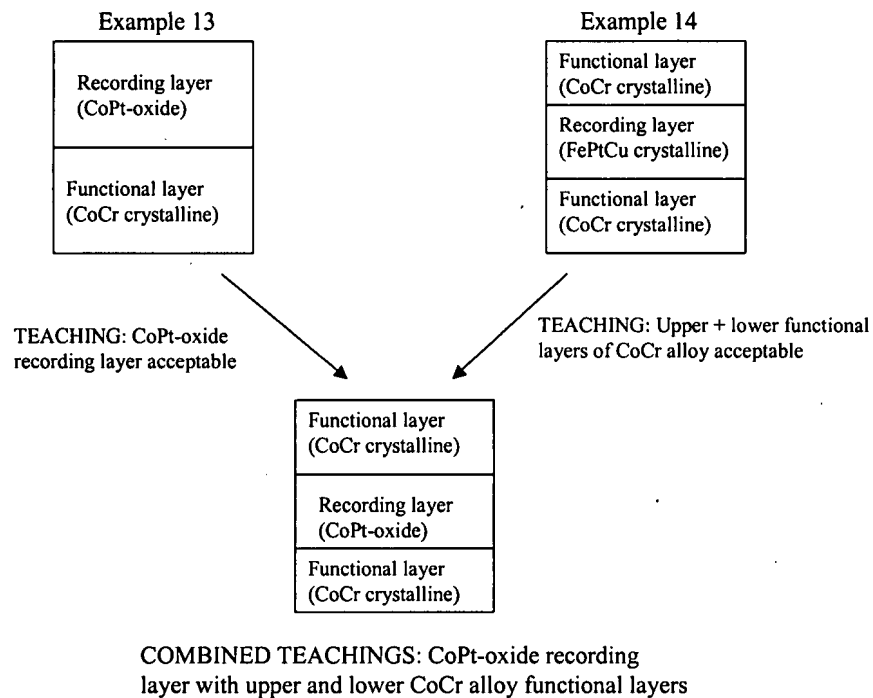 Example 13
Recording layer
(CoPt-oxide)
Functional layer
(CoCr crystalline)
Example 14
Functional layer
(CoCr crystalline)
Recording layer
(FePtCu crystalline)
Functional layer
(CoCr crystalline)
TEACHING: CoPt-oxide
recording layer acceptable
TEACHING: Upper + lower functional
layers of CoCr alloy acceptable
Functional layer
(CoCr crystalline)
Recording layer
(CoPt-oxide)
Functional layer
(CoCr crystalline)
COMBINED TEACHINGS: CoPt-oxide recording
layer with upper and lower CoCr alloy functional layers